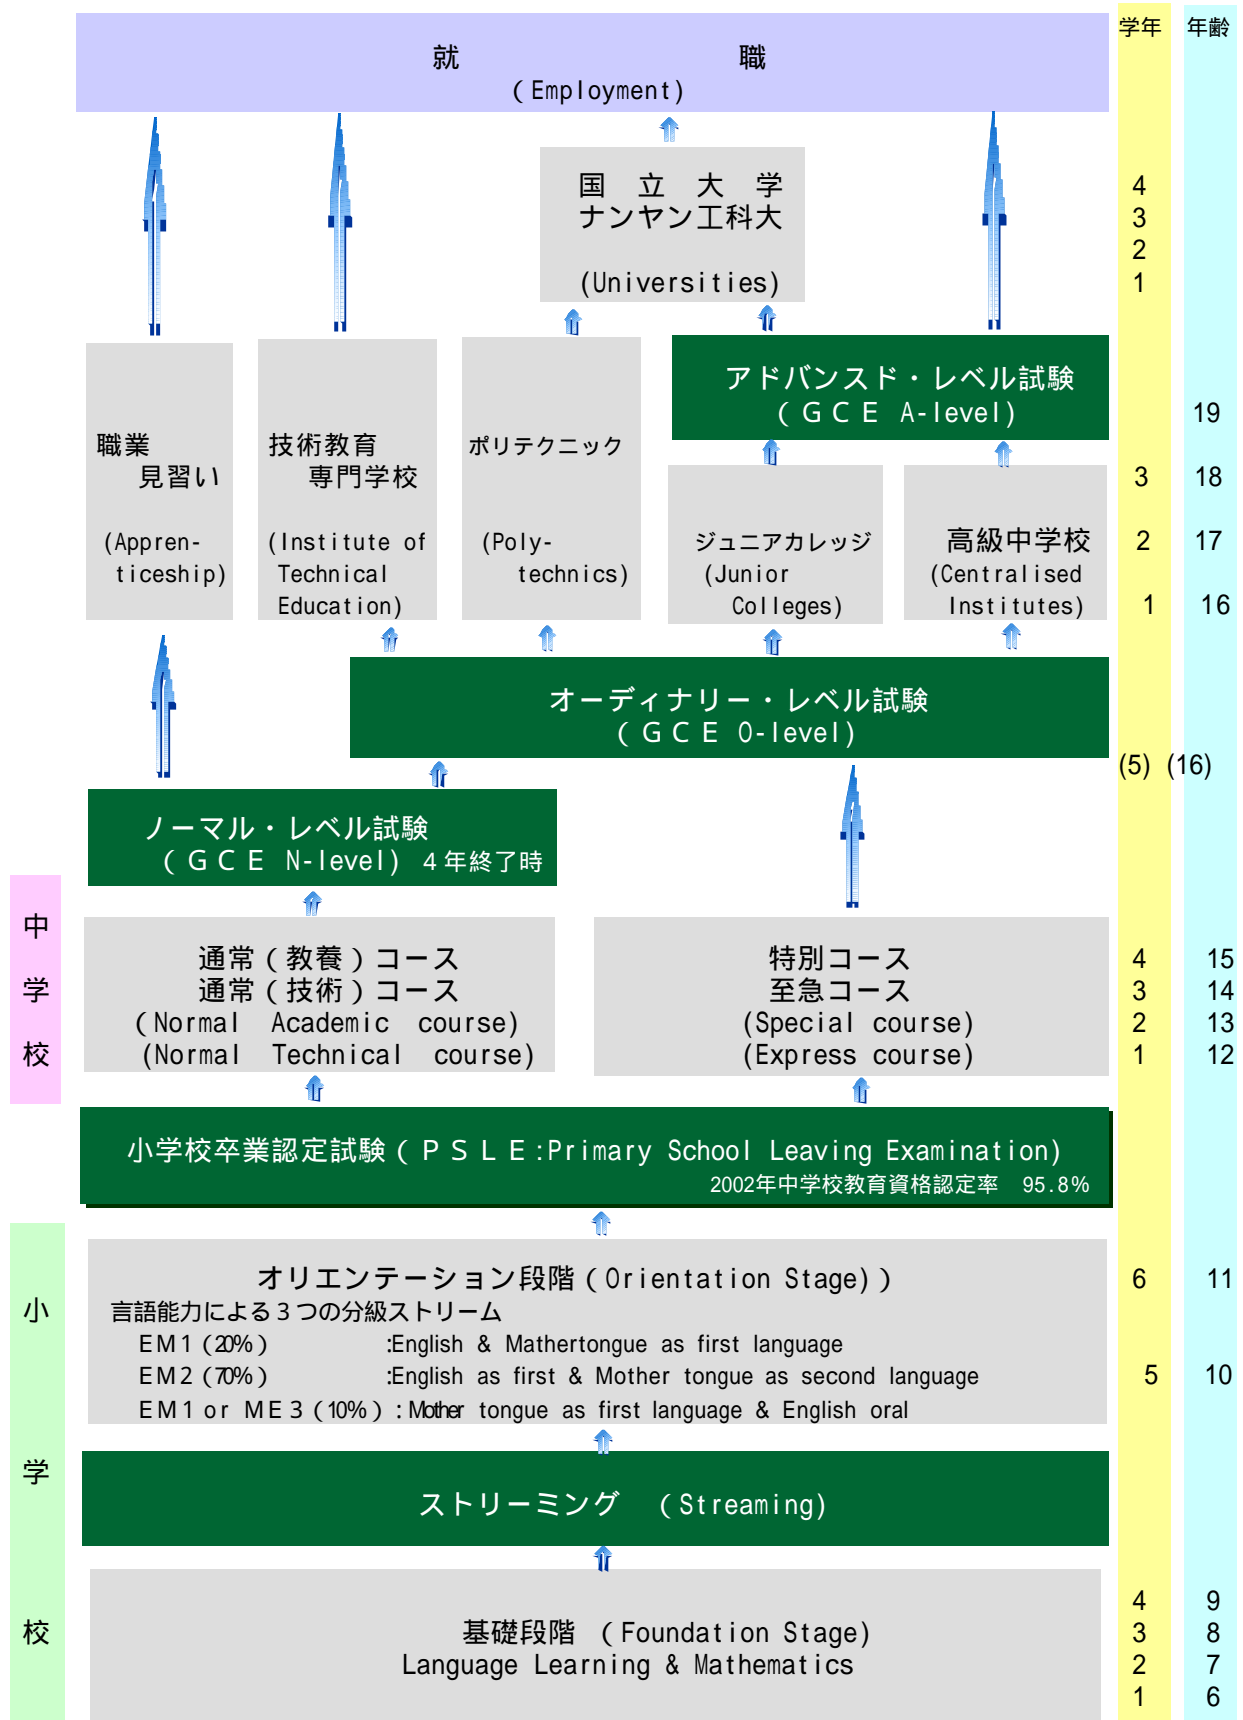 学年 年齢
就 職
(Employment)
国 立 大 学
ナンヤン工科大
(Universities)
4
3
2
1
アドバンスド・レベル試験
(ＧＣＥ A-level)
19
職業
見習い
(Appren-
ticeship)
技術教育
専門学校
(Institute of
Technical
Education)
ポリテクニック
(Poly-
technics)
ジュニアカレッジ
(Junior
Colleges)
高級中学校
(Centralised
Institutes)
3 18
2 17
1 16
オーディナリー・レベル試験
(ＧＣＥ O-level)
(5) (16)
ノーマル・レベル試験
(ＧＣＥ N-level) ４年終了時
中
学
校
通常(教養)コース
通常(技術)コース
(Normal Academic course)
(Normal Technical course)
特別コース
至急コース
(Special course)
(Express course)
4 15
3 14
2 13
1 12
小学校卒業認定試験(ＰＳＬＥ:Primary School Leaving Examination)
2002年中学校教育資格認定率 95.8%
小
学
校
オリエンテーション段階(Orientation Stage))
言語能力による３つの分級ストリーム
EM1(20%) :English & Mathertongue as first language
EM2(70%) :English as first & Mother tongue as second language
EM1 or ME3(10%):Mother tongue as first language & English oral
6 11
5 10
ストリーミング (Streaming)
基礎段階 (Foundation Stage)
Language Learning & Mathematics
4 9
3 8
2 7
1 6